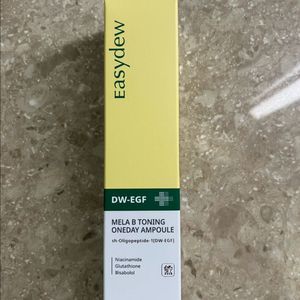 Easydew
DW-EGF
MELA B TONING
ONEDAY AMPOULE
sh-Oligopeptide-1(DW-EGF)
Niacinamide
Glutathione
Bisabolol